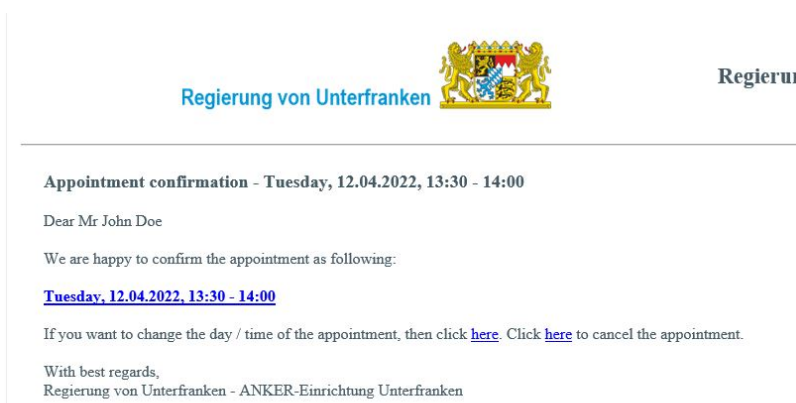 Regierung von Unterfranken
Appointment confirmation - Tuesday, 12.04.2022, 13:30 - 14:00
Dear Mr John Doe
We are happy to confirm the appointment as following:
Tuesday, 12.04.2022, 13:30 - 14:00
If you want to change the day / time of the appointment, then click here. Click here to cancel the appointment.
With best regards,
Regierung von Unterfranken - ANKER-Einrichtung Unterfranken